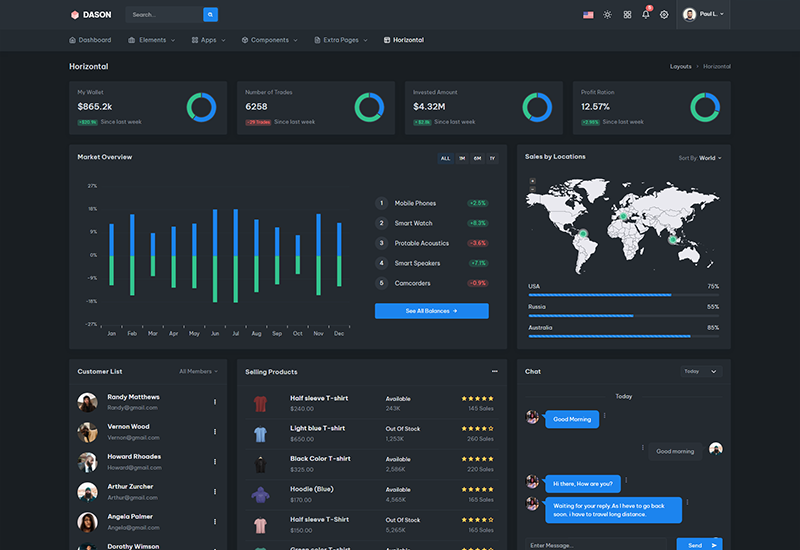 DASON
Search...
8
Paul L.
Dashboard
Elements
Apps
Components
Extra Pages
Horizontal
Horizontal
Layouts > Horizontal
My Wallet
$865.2k
+$20.9k Since last week
Number of Trades
6258
-29 Trades Since last week
Invested Amount
$4.32M
+ $2.8k Since last week
Profit Ration
12.57%
+2.95% Since last week
Market Overview
ALL 1M 6M 1Y
27%
18%
9%
0%
-9%
-18%
-27%
Jan Feb Mar Apr May Jun Jul Aug Sep Oct Nov Dec
1 Mobile Phones +2.5%
2 Smart Watch +8.3%
3 Protable Acoustics -3.6%
4 Smart Speakers +7.1%
5 Camcorders -0.9%
See All Balances →
Sales by Locations
Sort By: World
+
−
USA 75%
Russia 55%
Australia 85%
Customer List
All Members
Randy Matthews
Randy@gmail.com
Vernon Wood
Vernon@gmail.com
Howard Rhoades
Howard@gmail.com
Arthur Zurcher
Arthur@gmail.com
Angela Palmer
Angela@gmail.com
Dorothy Wimson
Selling Products
Half sleeve T-shirt Available
$240.00 243K 145 Sales
Light blue T-shirt Out Of Stock
$650.00 1,253K 260 Sales
Black Color T-shirt Available
$325.00 2,586K 220 Sales
Hoodie (Blue) Available
$170.00 4,565K 165 Sales
Half sleeve T-Shirt Out Of Stock
$150.00 5,265K 165 Sales
Green color T-shirt Available
Chat
Today
Today
Good Morning
Good morning
Hi there, How are you?
Waiting for your reply.As I have to go back
soon. i have to travel long distance.
Enter Message...
Send